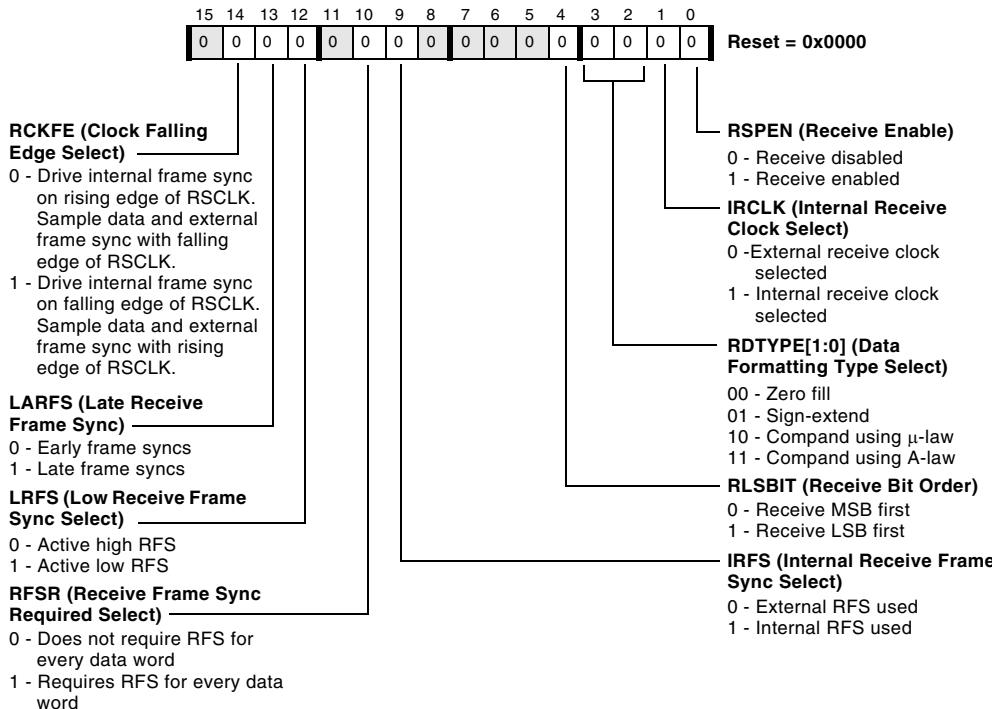 15 14 13 12 11 10 9 8 7 6 5 4 3 2 1 0
0 0 0 0 0 0 0 0 0 0 0 0 0 0 0 0
Reset = 0x0000
RCKFE (Clock Falling
Edge Select)
0 - Drive internal frame sync
on rising edge of RSCLK.
Sample data and external
frame sync with falling
edge of RSCLK.
1 - Drive internal frame sync
on falling edge of RSCLK.
Sample data and external
frame sync with rising
edge of RSCLK.
LARFS (Late Receive
Frame Sync)
0 - Early frame syncs
1 - Late frame syncs
LRFS (Low Receive Frame
Sync Select)
0 - Active high RFS
1 - Active low RFS
RFSR (Receive Frame Sync
Required Select)
0 - Does not require RFS for
every data word
1 - Requires RFS for every data
word
RSPEN (Receive Enable)
0 - Receive disabled
1 - Receive enabled
IRCLK (Internal Receive
Clock Select)
0 -External receive clock
selected
1 - Internal receive clock
selected
RDTYPE[1:0] (Data
Formatting Type Select)
00 - Zero fill
01 - Sign-extend
10 - Compand using μ-law
11 - Compand using A-law
RLSBIT (Receive Bit Order)
0 - Receive MSB first
1 - Receive LSB first
IRFS (Internal Receive Frame
Sync Select)
0 - External RFS used
1 - Internal RFS used